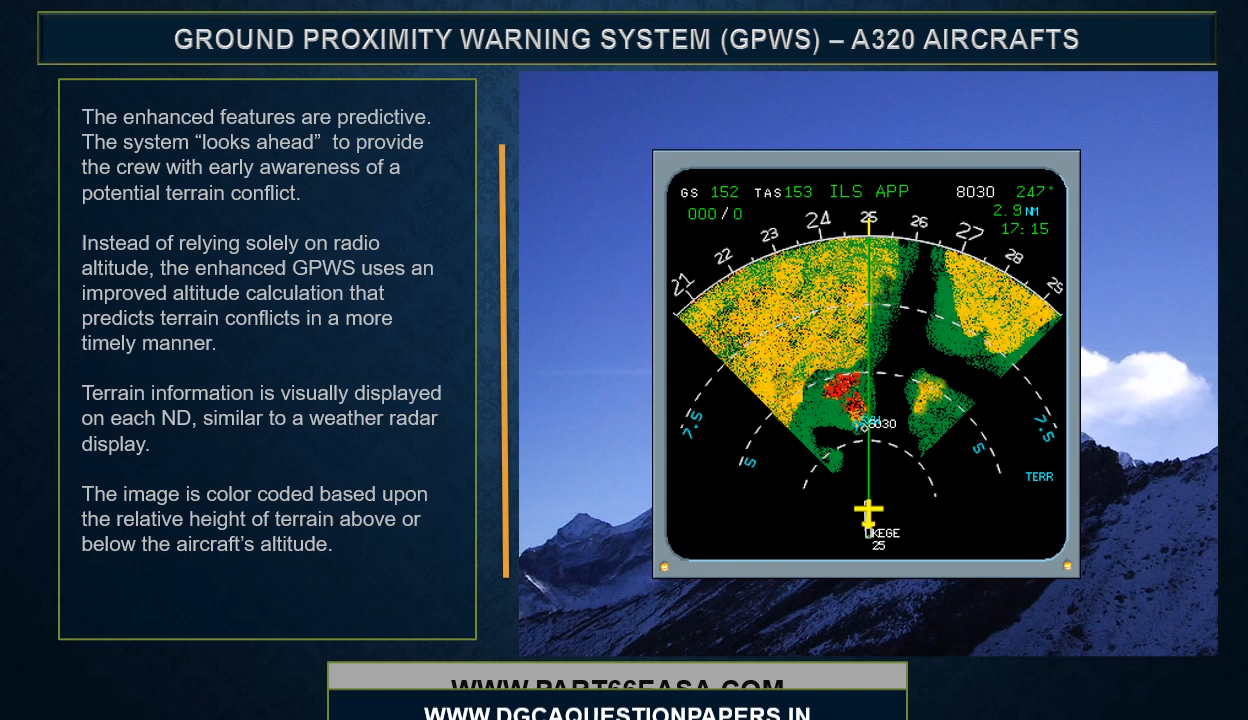 GROUND PROXIMITY WARNING SYSTEM (GPWS) – A320 AIRCRAFTS
The enhanced features are predictive.
The system “looks ahead”  to provide
the crew with early awareness of a
potential terrain conflict.
Instead of relying solely on radio
altitude, the enhanced GPWS uses an
improved altitude calculation that
predicts terrain conflicts in a more
timely manner.
Terrain information is visually displayed
on each ND, similar to a weather radar
display.
The image is color coded based upon
the relative height of terrain above or
below the aircraft’s altitude.
GS 152 TAS 153 ILS APP 8030 247°
000 / 0 2.9 NM
17:15
21 22 23 24 25 26 27 28 29
7.5 7.5
5 5
8030
TERR
KEGE
25
WWW.PART66EASA.COM
WWW.DGCAQUESTIONPAPERS.IN